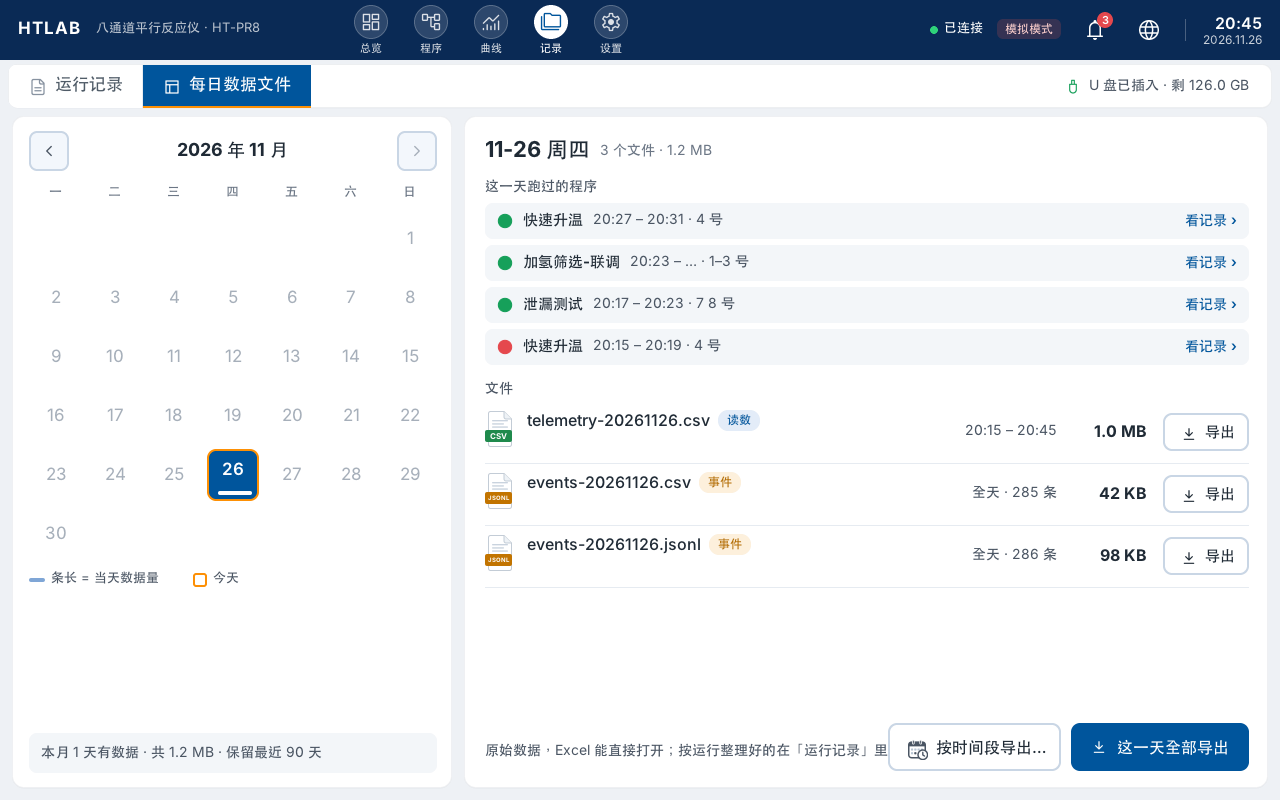 HTLAB 八通道平行反应仪 · HT-PR8
总览 程序 曲线 记录 设置
已连接 模拟模式 3 20:45
2026.11.26
运行记录 每日数据文件 U 盘已插入 · 剩 126.0 GB
2026 年 11 月
一 二 三 四 五 六 日
1
2 3 4 5 6 7 8
9 10 11 12 13 14 15
16 17 18 19 20 21 22
23 24 25 26 27 28 29
30
条长 = 当天数据量 今天
本月 1 天有数据 · 共 1.2 MB · 保留最近 90 天
11-26 周四 3 个文件 · 1.2 MB
这一天跑过的程序
快速升温 20:27 – 20:31 · 4 号 看记录 ›
加氢筛选-联调 20:23 – … · 1–3 号 看记录 ›
泄漏测试 20:17 – 20:23 · 7 8 号 看记录 ›
快速升温 20:15 – 20:19 · 4 号 看记录 ›
文件
CSV telemetry-20261126.csv 读数 20:15 – 20:45 1.0 MB 导出
JSONL events-20261126.csv 事件 全天 · 285 条 42 KB 导出
JSONL events-20261126.jsonl 事件 全天 · 286 条 98 KB 导出
原始数据，Excel 能直接打开；按运行整理好的在「运行记录」里 按时间段导出… 这一天全部导出